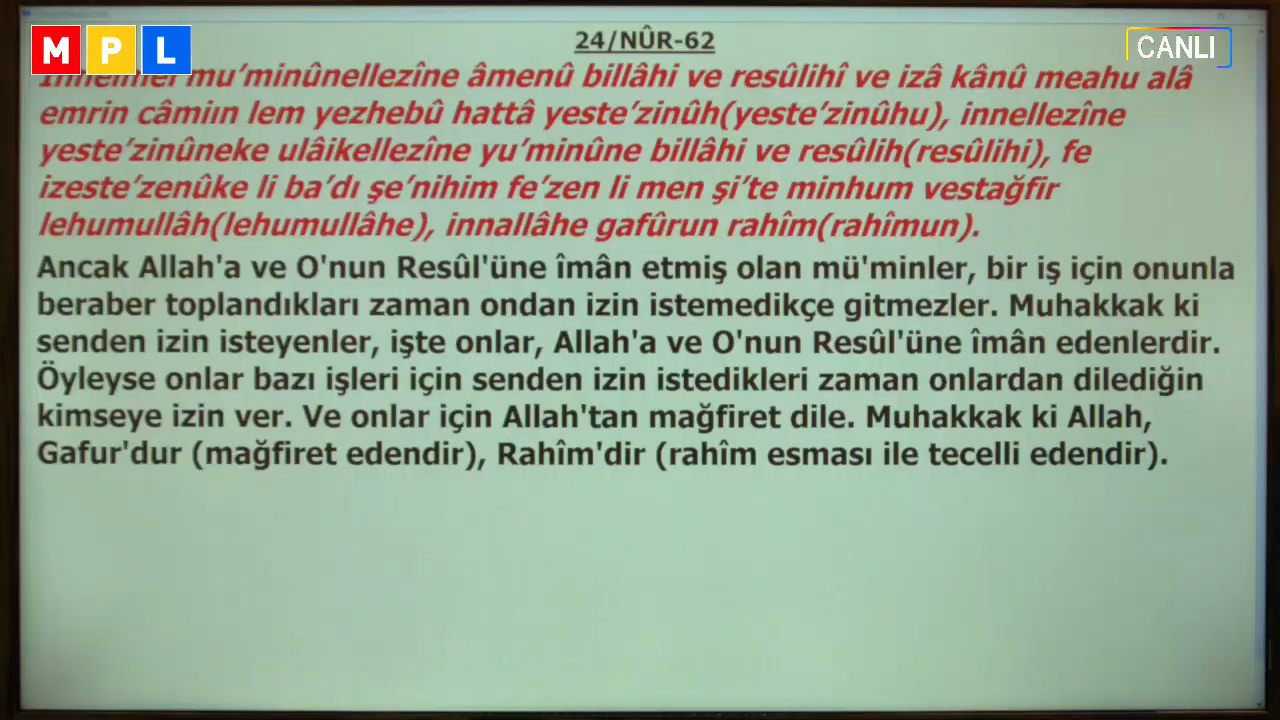 24/NÛR-62
M P L
CANLI
mu’minûnellezîne âmenû billâhi ve resûlihî ve izâ kânû meahu alâ
emrin câmiın lem yezhebû hattâ yeste’zinûh(yeste’zinûhu), innellezîne
yeste’zinûneke ulâikellezîne yu’minûne billâhi ve resûlih(resûlihi), fe
izeste’zenûke li ba’dı şe’nihim fe’zen li men şi’te minhum vestağfir
lehumullâh(lehumullâhe), innallâhe gafûrun rahîm(rahîmun).
Ancak Allah'a ve O'nun Resûl'üne îmân etmiş olan mü'minler, bir iş için onunla
beraber toplandıkları zaman ondan izin istemedikçe gitmezler. Muhakkak ki
senden izin isteyenler, işte onlar, Allah'a ve O'nun Resûl'üne îmân edenlerdir.
Öyleyse onlar bazı işleri için senden izin istedikleri zaman onlardan dilediğin
kimseye izin ver. Ve onlar için Allah'tan mağfiret dile. Muhakkak ki Allah,
Gafur'dur (mağfiret edendir), Rahîm'dir (rahîm esması ile tecelli edendir).